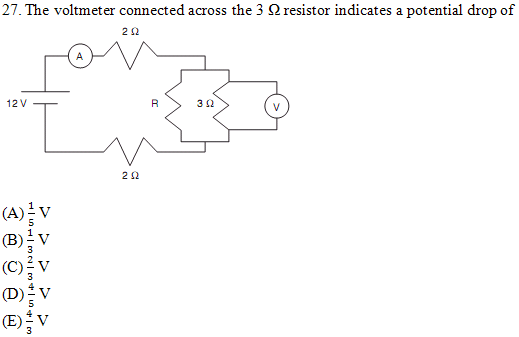 27. The voltmeter connected across the 3 Ω resistor indicates a potential drop of
2 Ω
A
12 V
R
3 Ω
V
2 Ω
(A) 1/5 V
(B) 1/3 V
(C) 2/3 V
(D) 4/5 V
(E) 4/3 V